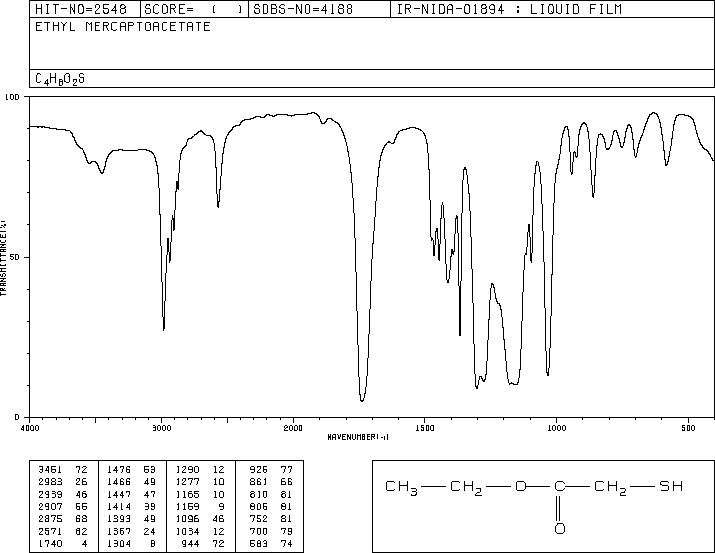 HIT-NO=2548 SCORE= ( ) SDBS-NO=4188 IR-NIDA-01894 : LIQUID FILM
ETHYL MERCAPTOACETATE
C4H8O2S
100
50
0
TRANSMITTANCE(%)
4000 3000 2000 1500 1000 500
WAVENUMBER(-1)
3461 72 1476 59 1290 12 926 77
2983 26 1466 49 1277 10 861 66
2939 46 1447 47 1165 10 810 81
2907 55 1414 39 1159 9 806 81
2875 68 1393 49 1096 46 752 81
2571 62 1367 24 1034 12 700 79
1740 4 1304 8 944 72 583 74
CH3 CH2 O C CH2 SH
O